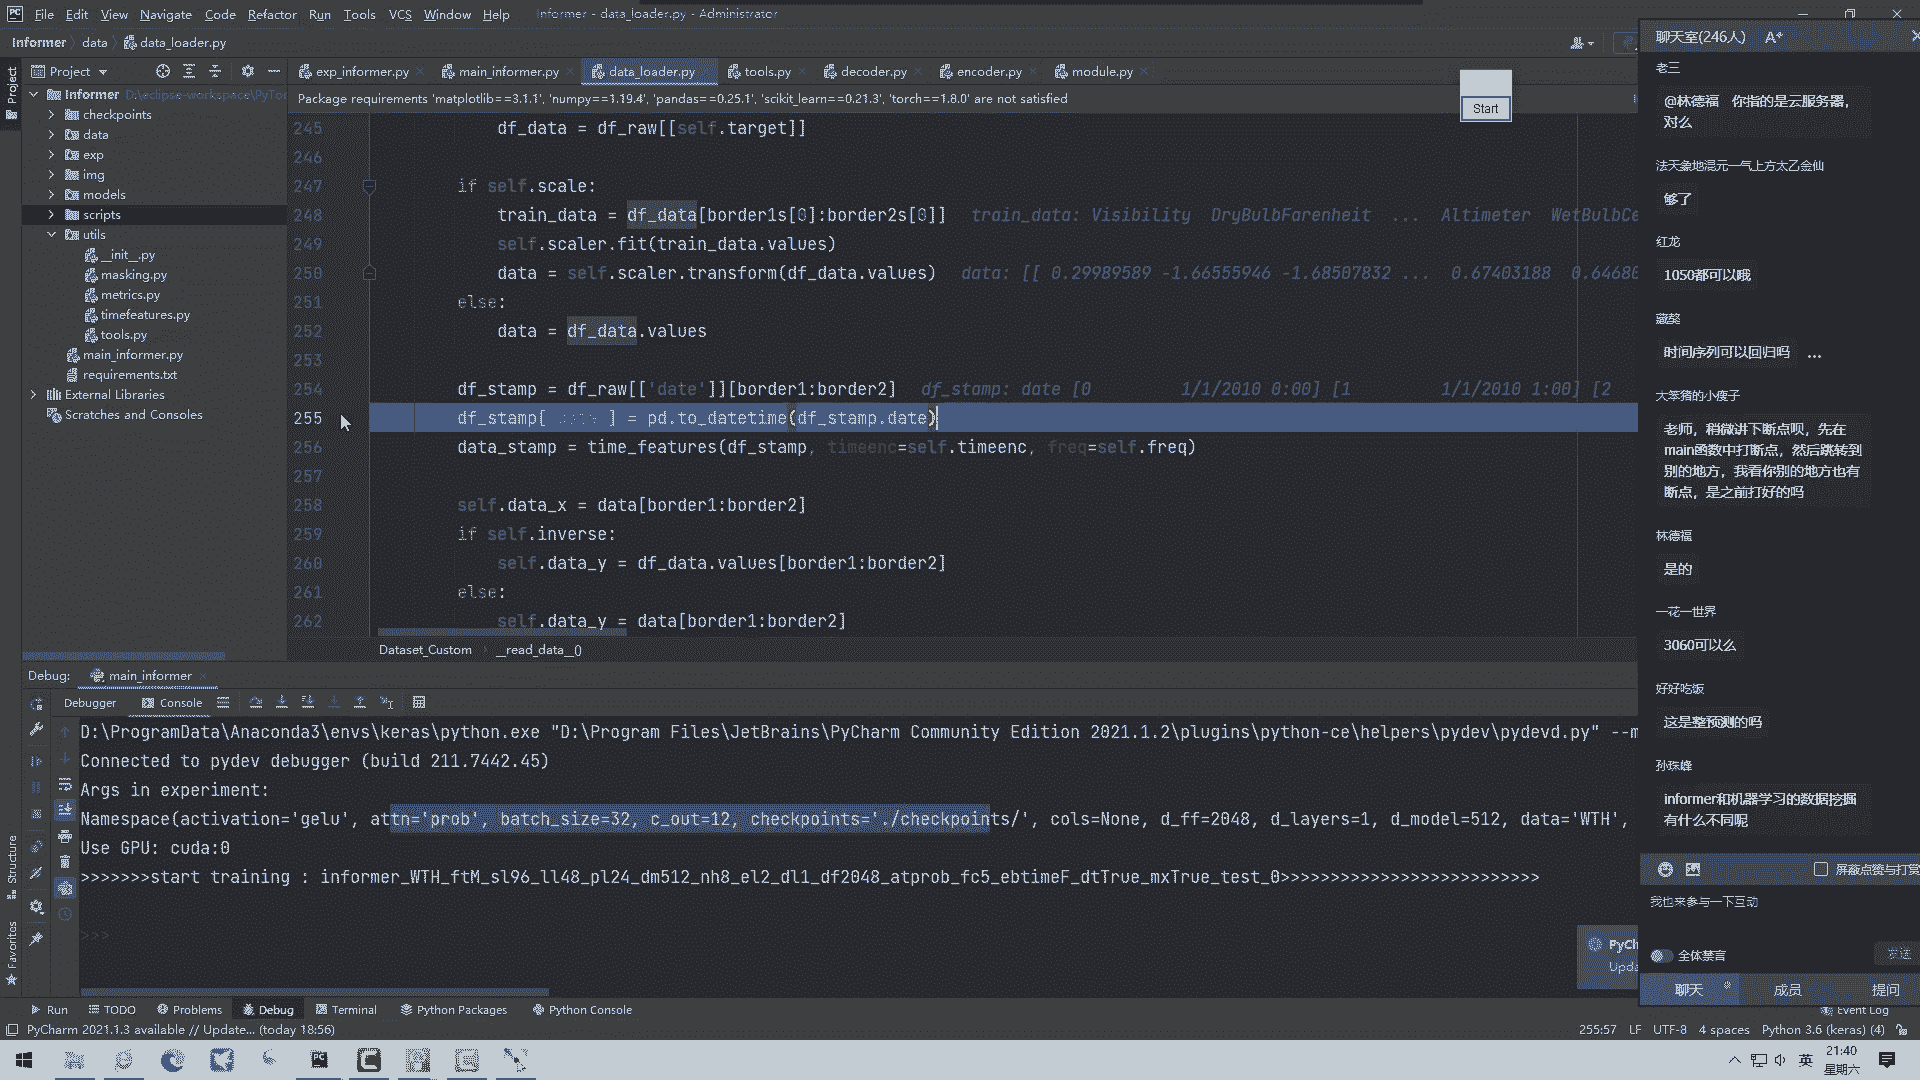 File Edit View Navigate Code Refactor Run Tools VCS Window Help Informer - data_loader.py - Administrator
Informer data data_loader.py
Project
exp_informer.py main_informer.py data_loader.py tools.py decoder.py encoder.py module.py
Package requirements 'matplotlib==3.1.1', 'numpy==1.19.4', 'pandas==0.25.1', 'scikit_learn==0.21.3', 'torch==1.8.0' are not satisfied
Start
Project
Informer D:\eclipse-workspace\PyTor
checkpoints
data
exp
img
models
scripts
utils
__init__.py
masking.py
metrics.py
timefeatures.py
tools.py
main_informer.py
requirements.txt
External Libraries
Scratches and Consoles
245 df_data = df_raw[[self.target]]
246
247 if self.scale:
248 train_data = df_data[border1s[0]:border2s[0]] train_data: Visibility DryBulbFarenheit ... Altimeter WetBulbCe
249 self.scaler.fit(train_data.values)
250 data = self.scaler.transform(df_data.values) data: [[ 0.29989589 -1.66555946 -1.68507832 ... 0.67403188 0.64680
251 else:
252 data = df_data.values
253
254 df_stamp = df_raw[['date']][border1:border2] df_stamp: date [0 1/1/2010 0:00] [1 1/1/2010 1:00] [2
255 df_stamp[ ] = pd.to_datetime(df_stamp.date)
256 data_stamp = time_features(df_stamp, timeenc=self.timeenc, freq=self.freq)
257
258 self.data_x = data[border1:border2]
259 if self.inverse:
260 self.data_y = df_data.values[border1:border2]
261 else:
262 self.data_y = data[border1:border2]
Dataset_Custom __read_data__()
Debug: main_informer
Debugger Console
D:\ProgramData\Anaconda3\envs\keras\python.exe "D:\Program Files\JetBrains\PyCharm Community Edition 2021.1.2\plugins\python-ce\helpers\pydev\pydevd.py" --m
Connected to pydev debugger (build 211.7442.45)
Args in experiment:
Namespace(activation='gelu', attn='prob', batch_size=32, c_out=12, checkpoints='./checkpoints/', cols=None, d_ff=2048, d_layers=1, d_model=512, data='WTH',
Use GPU: cuda:0
>>>>>>>start training : informer_WTH_ftM_sl96_ll48_pl24_dm512_nh8_el2_dl1_df2048_atprob_fc5_ebtimeF_dtTrue_mxTrue_test_0>>>>>>>>>>>>>>>>>>>>>>>>>>
>>>
Structure
Favorites
PyCh
Upda
Run TODO Problems Debug Terminal Python Packages Python Console Event Log
PyCharm 2021.1.3 available // Update... (today 18:56) 255:57 LF UTF-8 4 spaces Python 3.6 (keras) (4)
聊天室(246人) A+
老三
@林德福 你指的是云服务器，
对么
法天象地混元一气上方太乙金仙
够了
红龙
1050都可以哦
藏獒
时间序列可以回归吗 ...
大笨猪的小瘦子
老师，稍微讲下断点呗，先在
main函数中打断点，然后跳转到
别的地方，我看你别的地方也有
断点，是之前打好的吗
林德福
是的
一花一世界
3060可以么
好好吃饭
这是整预测的吗
孙珠峰
informer和机器学习的数据挖掘
有什么不同呢
屏蔽点赞与打赏
我也来参与一下互动
全体禁言 发送
聊天 成员 提问
英 21:40
星期六